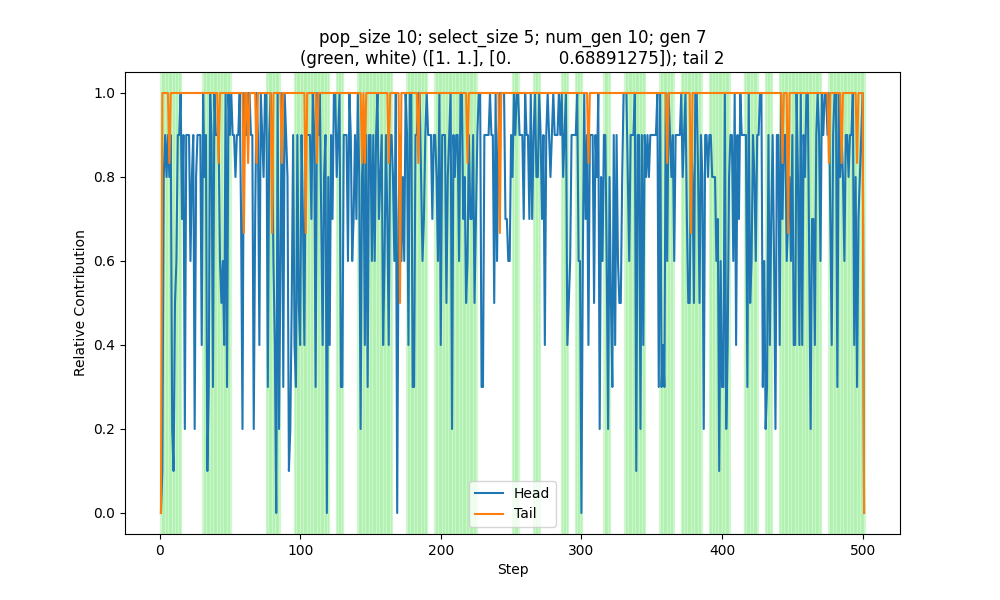 pop_size 10; select_size 5; num_gen 10; gen 7
(green, white) ([1. 1.], [0.         0.68891275]); tail 2
1.0
0.8
0.6
0.4
0.2
0.0
Relative Contribution
Head
Tail
0
100
200
300
400
500
Step